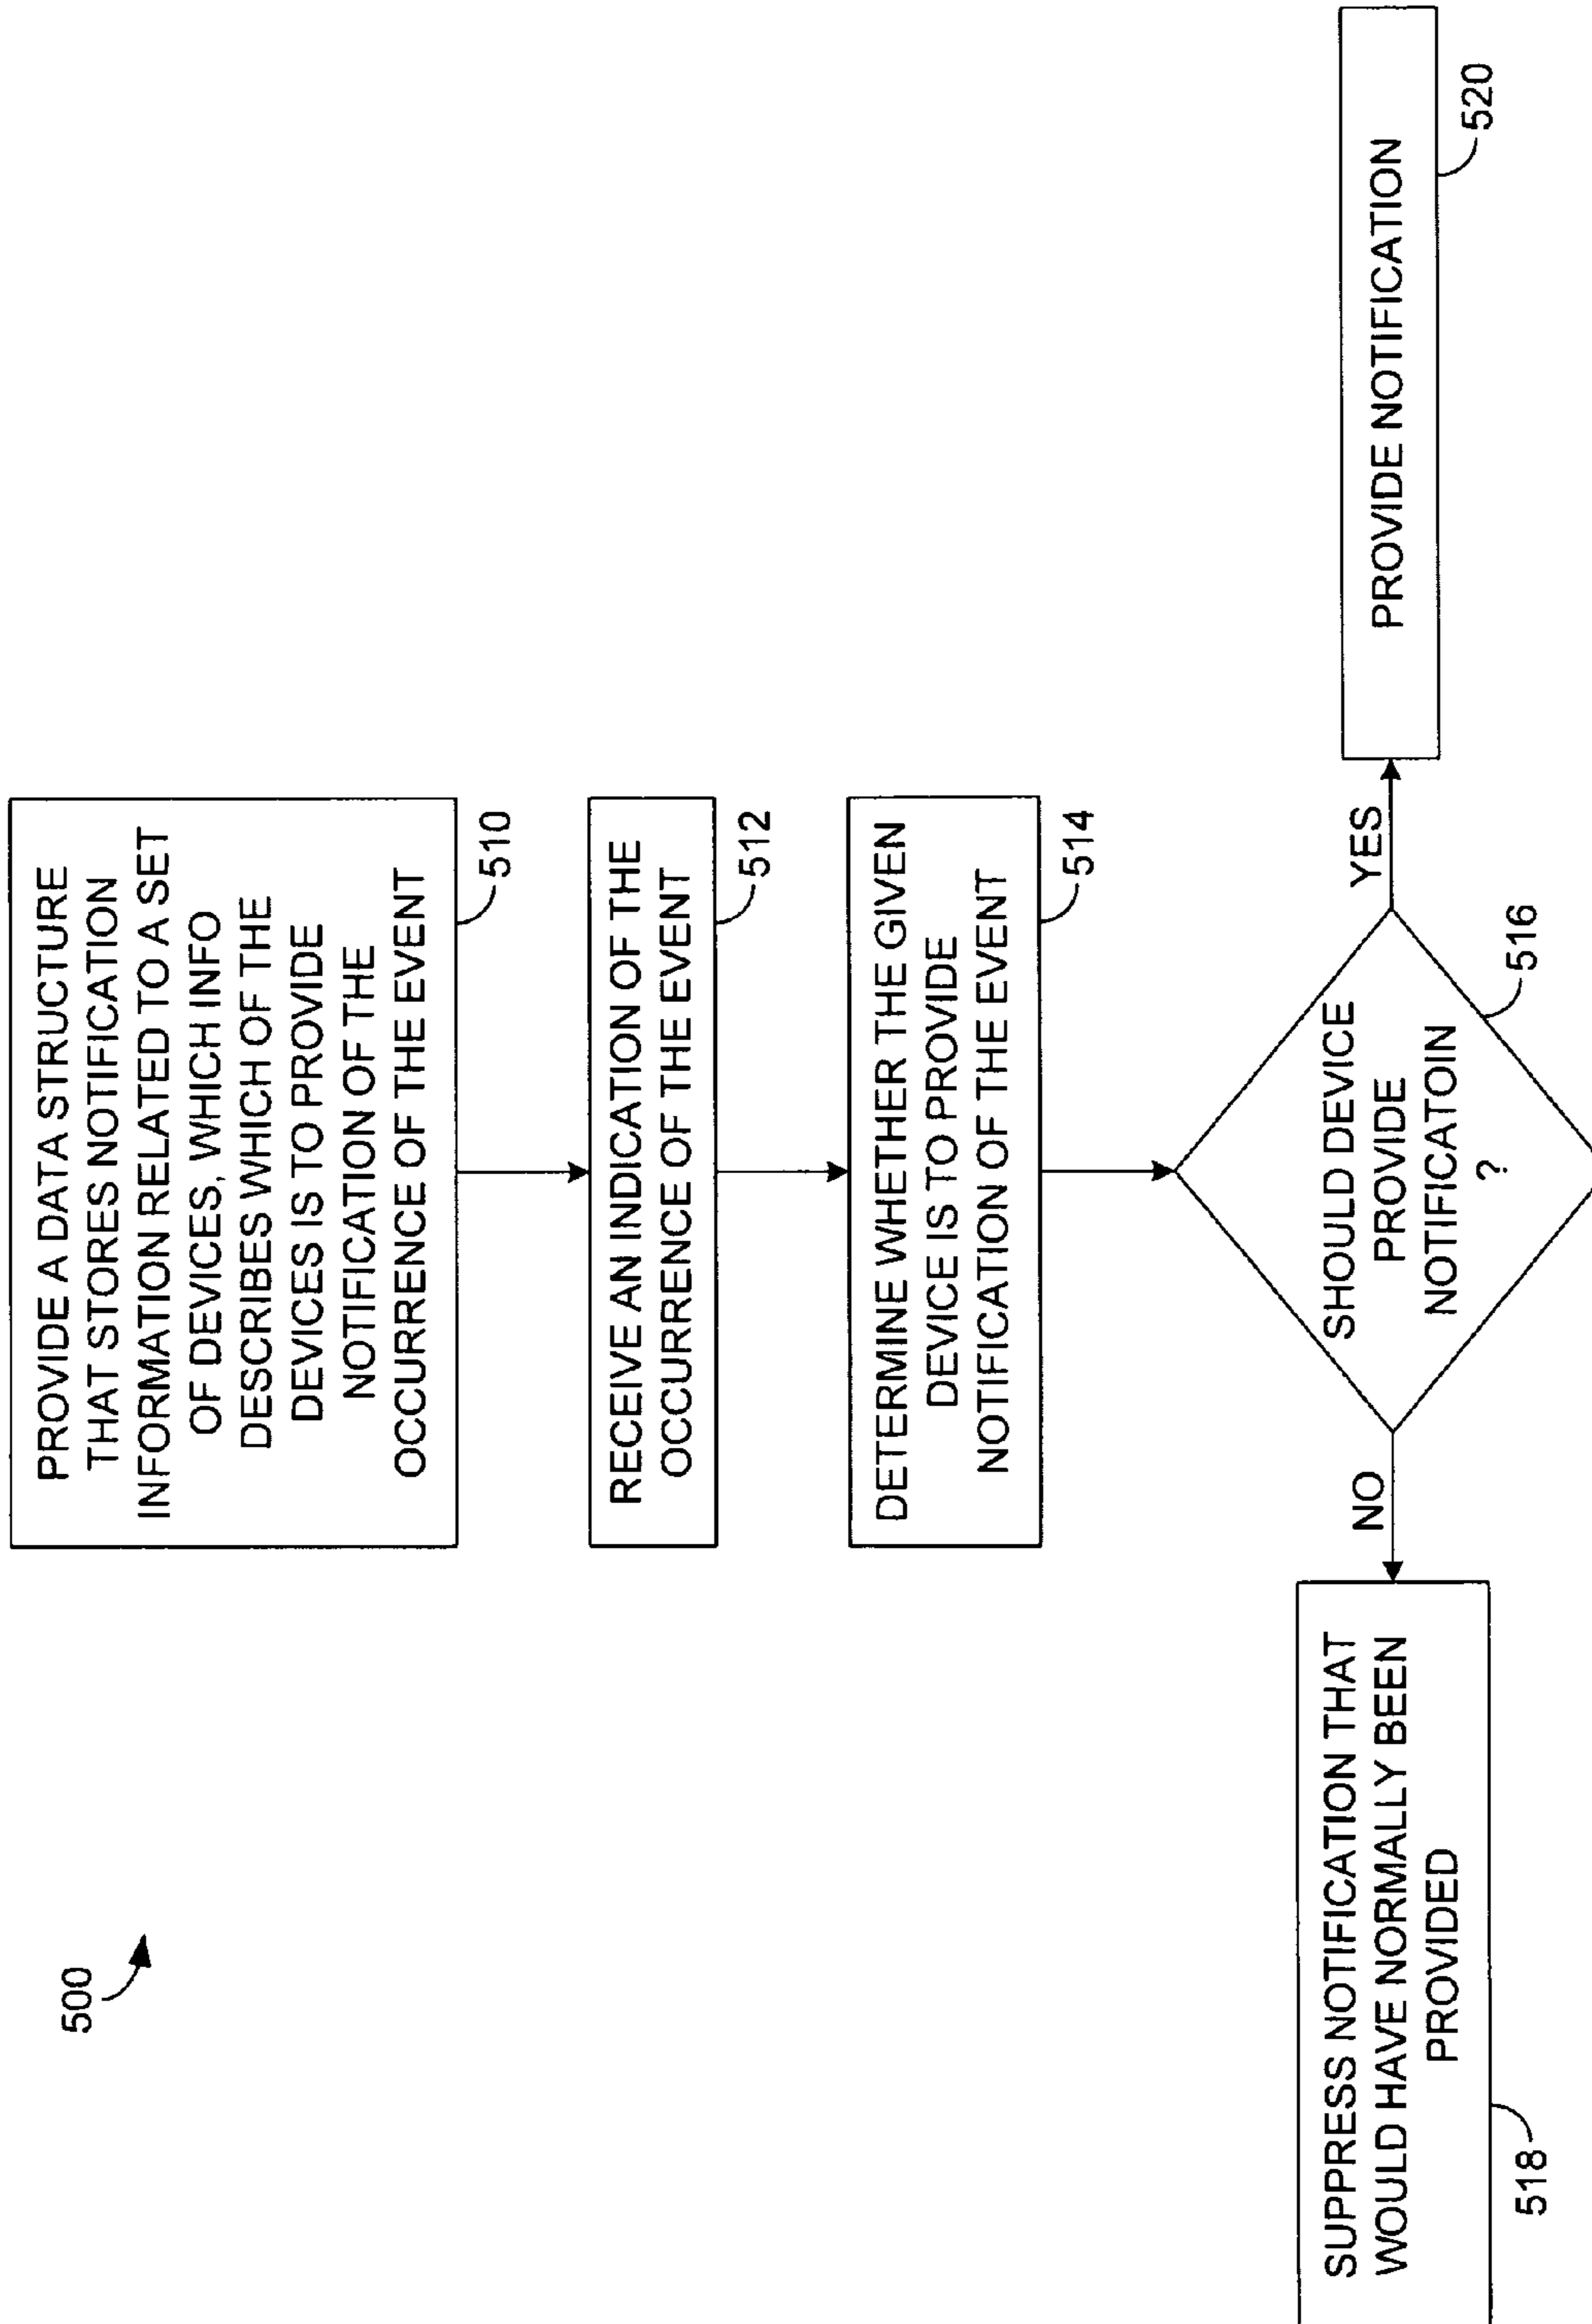 500
PROVIDE A DATA STRUCTURE
THAT STORES NOTIFICATION
INFORMATION RELATED TO A SET
OF DEVICES, WHICH INFO
DESCRIBES WHICH OF THE
DEVICES IS TO PROVIDE
NOTIFICATION OF THE
OCCURRENCE OF THE EVENT
510
RECEIVE AN INDICATION OF THE
OCCURRENCE OF THE EVENT
512
DETERMINE WHETHER THE GIVEN
DEVICE IS TO PROVIDE
NOTIFICATION OF THE EVENT
514
SHOULD DEVICE
PROVIDE
NOTIFICATOIN
?
516
NO
YES
SUPPRESS NOTIFICATION THAT
WOULD HAVE NORMALLY BEEN
PROVIDED
518
PROVIDE NOTIFICATION
520